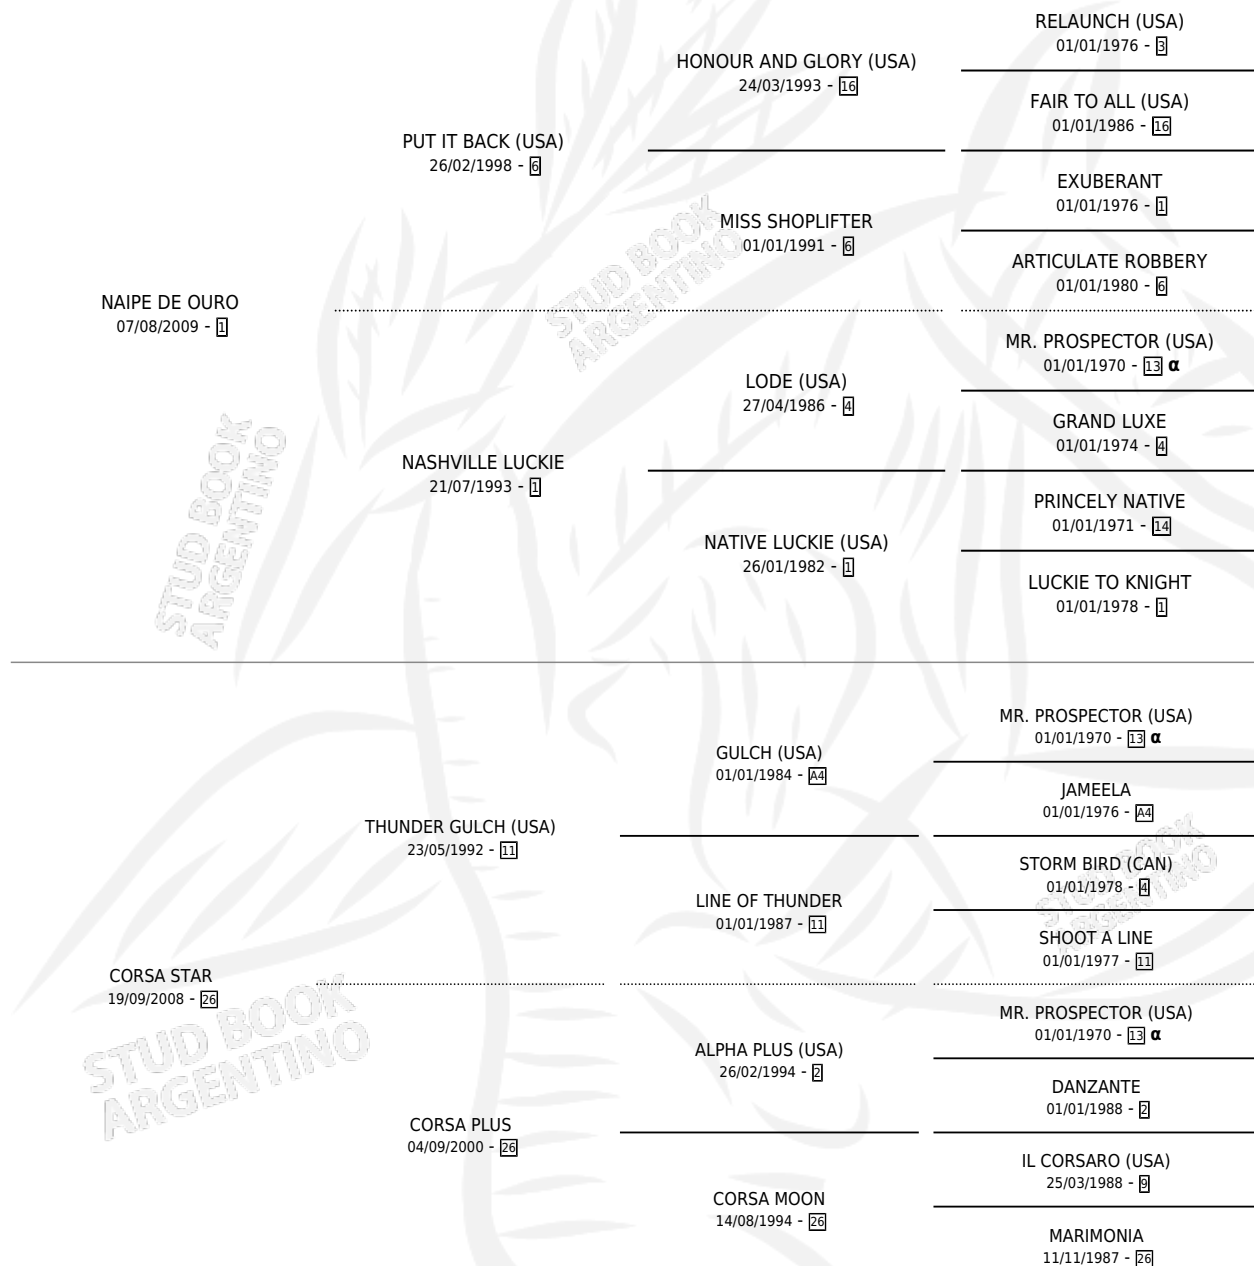 RELAUNCH (USA)
01/01/1976 - 3
HONOUR AND GLORY (USA)
24/03/1993 - 16
FAIR TO ALL (USA)
01/01/1986 - 16
PUT IT BACK (USA)
26/02/1998 - 6
EXUBERANT
01/01/1976 - 1
MISS SHOPLIFTER
01/01/1991 - 6
ARTICULATE ROBBERY
01/01/1980 - 6
STUD BOOK
ARGENTINO
NAIPE DE OURO
07/08/2009 - 1
MR. PROSPECTOR (USA)
01/01/1970 - 13 α
LODE (USA)
27/04/1986 - 4
GRAND LUXE
01/01/1974 - 4
NASHVILLE LUCKIE
21/07/1993 - 1
PRINCELY NATIVE
01/01/1971 - 14
NATIVE LUCKIE (USA)
26/01/1982 - 1
LUCKIE TO KNIGHT
01/01/1978 - 1
STUD BOOK
ARGENTINO
MR. PROSPECTOR (USA)
01/01/1970 - 13 α
GULCH (USA)
01/01/1984 - A4
JAMEELA
01/01/1976 - A4
THUNDER GULCH (USA)
23/05/1992 - 11
STORM BIRD (CAN)
01/01/1978 - 4
LINE OF THUNDER
01/01/1987 - 11
SHOOT A LINE
01/01/1977 - 11
STUD BOOK
ARGENTINO
CORSA STAR
19/09/2008 - 26
MR. PROSPECTOR (USA)
01/01/1970 - 13 α
ALPHA PLUS (USA)
26/02/1994 - 2
DANZANTE
01/01/1988 - 2
STUD BOOK
ARGENTINO
CORSA PLUS
04/09/2000 - 26
IL CORSARO (USA)
25/03/1988 - 9
CORSA MOON
14/08/1994 - 26
MARIMONIA
11/11/1987 - 26